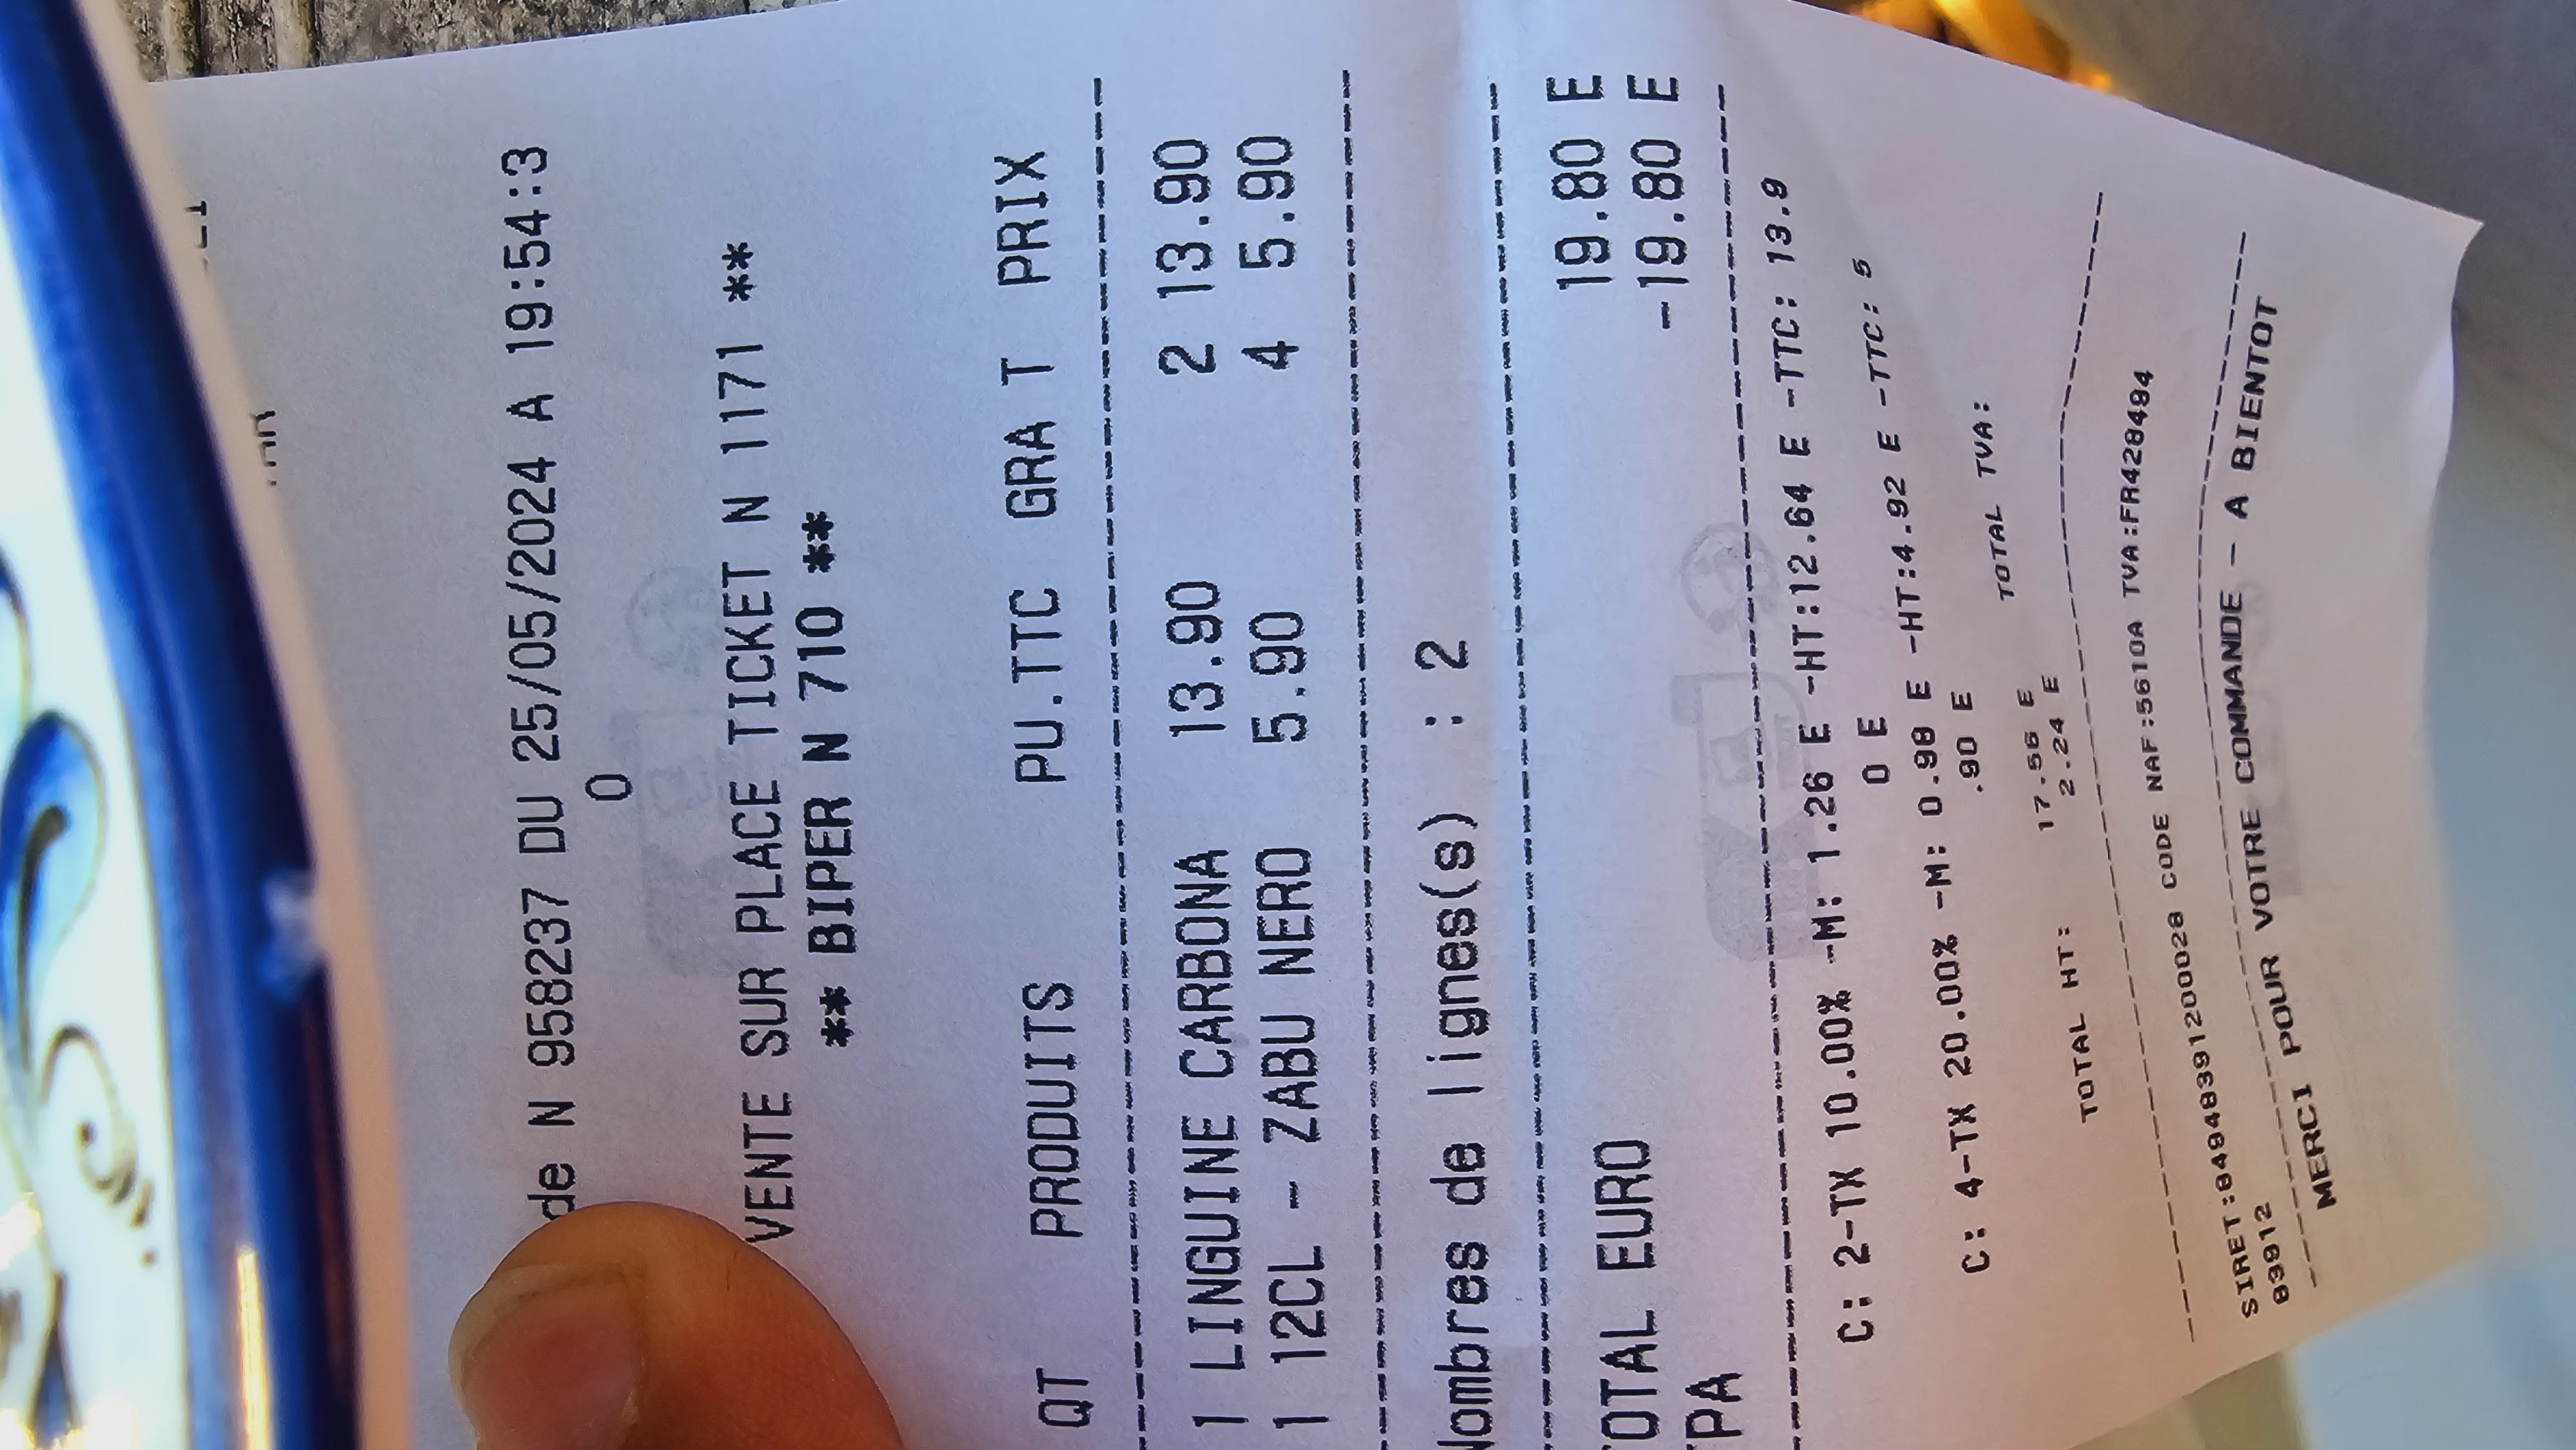 de N 958237 DU 25/05/2024 A 19:54:3
0
VENTE SUR PLACE TICKET N 1171 **
** BIPER N 710 **
QT PRODUITS PU.TTC GRA T PRIX
1 LINGUINE CARBONA 13.90 2 13.90
1 12CL - ZABU NERO 5.90 4 5.90
Nombres de lignes(s) : 2
TOTAL EURO 19.80 E
TPA -19.80 E
C: 2-TX 10.00% -M: 1.26 E -HT:12.64 E -TTC: 13.9
0 E
C: 4-TX 20.00% -M: 0.98 E -HT:4.92 E -TTC: 5
.90 E
TOTAL HT: 17.56 E TOTAL TVA:
2.24 E
SIRET:84948391200028 CODE NAF:5610A TVA:FR428494
83912
MERCI POUR VOTRE COMMANDE - A BIENTOT